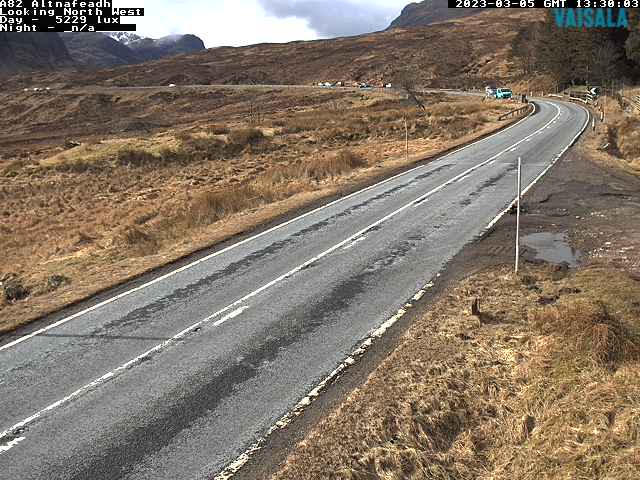 A82 Altnafeadh
2023-03-05 GMT 13:30:03
Looking North West
VAISALA
Day - 5229 lux
Night - n/a